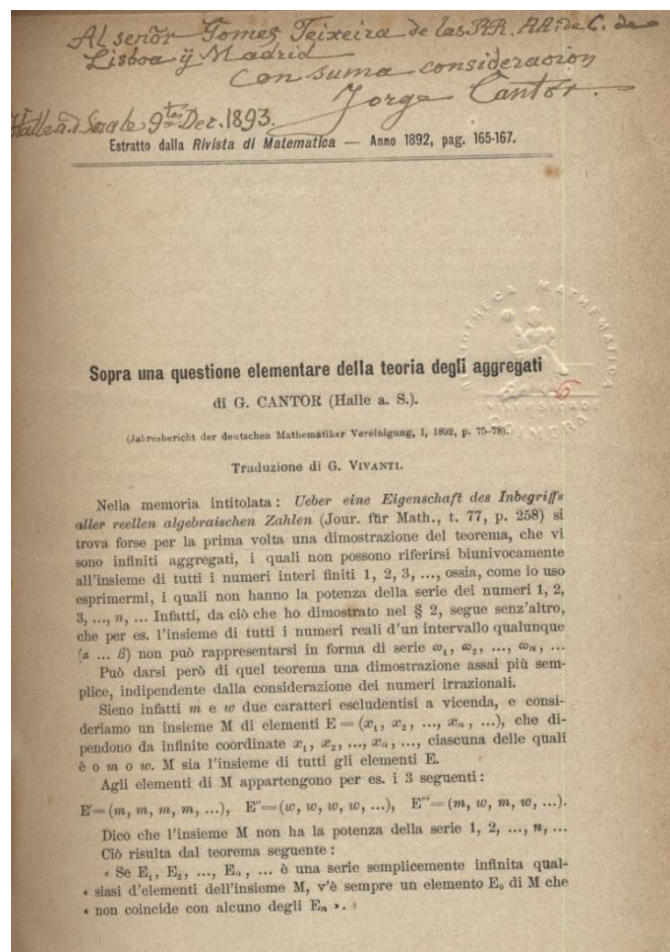 Al señor Gomes Teixeira de las RR. AA. de C. de
Lisboa ÿ Madrid
con suma consideracion
Jorge Cantor.
Halle a. d. Saale 9ten Dec. 1893.
Estratto dalla Rivista di Matematica — Anno 1892, pag. 165-167.
BIBLIOTHECA MATHEMATICA
6
Sopra una questione elementare della teoria degli aggregati
di G. CANTOR (Halle a. S.).
(Jahresbericht der deutschen Mathematiker Vereinigung, I, 1892, p. 75-78).
Traduzione di G. VIVANTI.
Nella memoria intitolata : Ueber eine Eigenschaft des Inbegriffs
aller reellen algebraischen Zahlen (Jour. für Math., t. 77, p. 258) si
trova forse per la prima volta una dimostrazione del teorema, che vi
sono infiniti aggregati, i quali non possono riferirsi biunivocamente
all'insieme di tutti i numeri interi finiti 1, 2, 3, ..., ossia, come io uso
esprimermi, i quali non hanno la potenza della serie dei numeri 1, 2,
3, ..., n, ... Infatti, da ciò che ho dimostrato nel § 2, segue senz'altro,
che per es. l'insieme di tutti i numeri reali d'un intervallo qualunque
(α ... β) non può rappresentarsi in forma di serie ω₁, ω₂, ..., ωₙ, ...
Può darsi però di quel teorema una dimostrazione assai più sem-
plice, indipendente dalla considerazione dei numeri irrazionali.
Sieno infatti m e w due caratteri escludentisi a vicenda, e consi-
deriamo un insieme M di elementi E = (x₁, x₂, ..., xₙ, ...), che di-
pendono da infinite coordinate x₁, x₂, ..., xₙ, ..., ciascuna delle quali
è o m o w. M sia l'insieme di tutti gli elementi E.
Agli elementi di M appartengono per es. i 3 seguenti :
E'=(m, m, m, m, ...), E''=(w, w, w, w, ...), E'''=(m, w, m, w, ...).
Dico che l'insieme M non ha la potenza della serie 1, 2, ..., n, ...
Ciò risulta dal teorema seguente :
« Se E₁, E₂, ..., Eₙ, ... è una serie semplicemente infinita qual-
« siasi d'elementi dell'insieme M, v'è sempre un elemento E₀ di M che
« non coincide con alcuno degli Eₙ ».